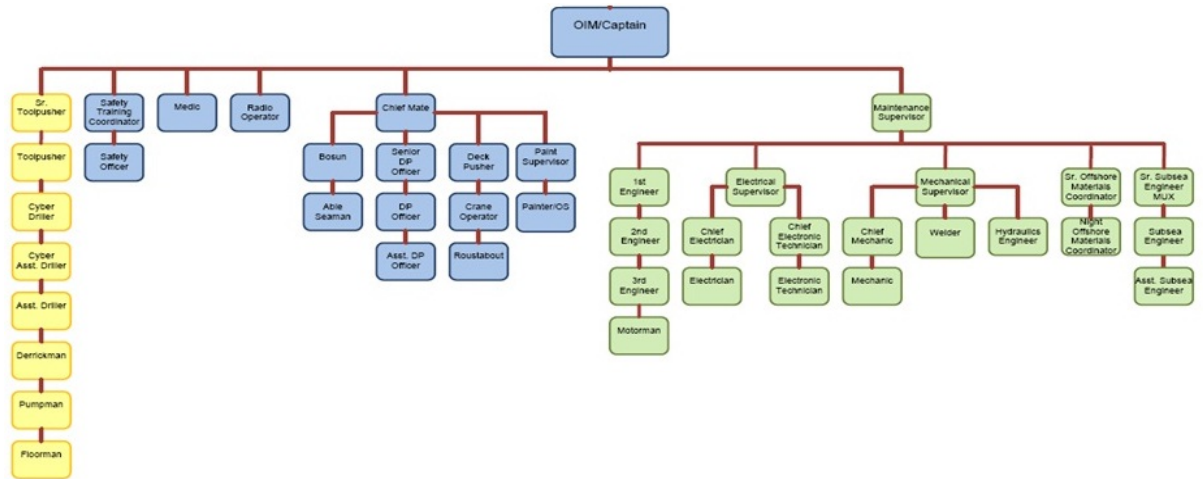 OIM/Captain
Sr.
Toolpusher
Safety
Training
Coordinator
Medic
Radio
Operator
Chief Mate
Maintenance
Supervisor
Toolpusher
Safety
Officer
Bosun
Senior
DP
Officer
Deck
Pusher
Paint
Supervisor
1st
Engineer
Electrical
Supervisor
Mechanical
Supervisor
Sr. Offshore
Materials
Coordinator
Sr. Subsea
Engineer
MUX
Cyber
Driller
Able
Seaman
DP
Officer
Crane
Operator
Painter/OS
2nd
Engineer
Chief
Electrician
Chief
Electronic
Technician
Chief
Mechanic
Welder
Hydraulics
Engineer
Night
Offshore
Materials
Coordinator
Subsea
Engineer
Cyber
Asst. Driller
Asst. DP
Officer
Roustabout
3rd
Engineer
Electrician
Electronic
Technician
Mechanic
Asst. Subsea
Engineer
Asst. Driller
Motorman
Derrickman
Pumpman
Floorman